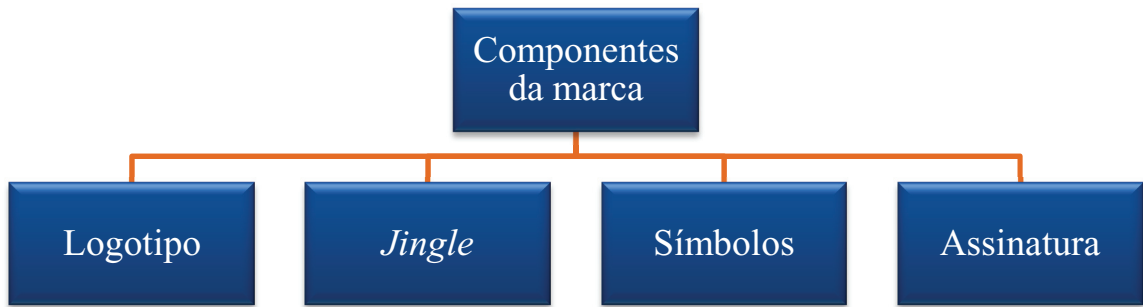 Componentes
da marca
Logotipo
Jingle
Símbolos
Assinatura